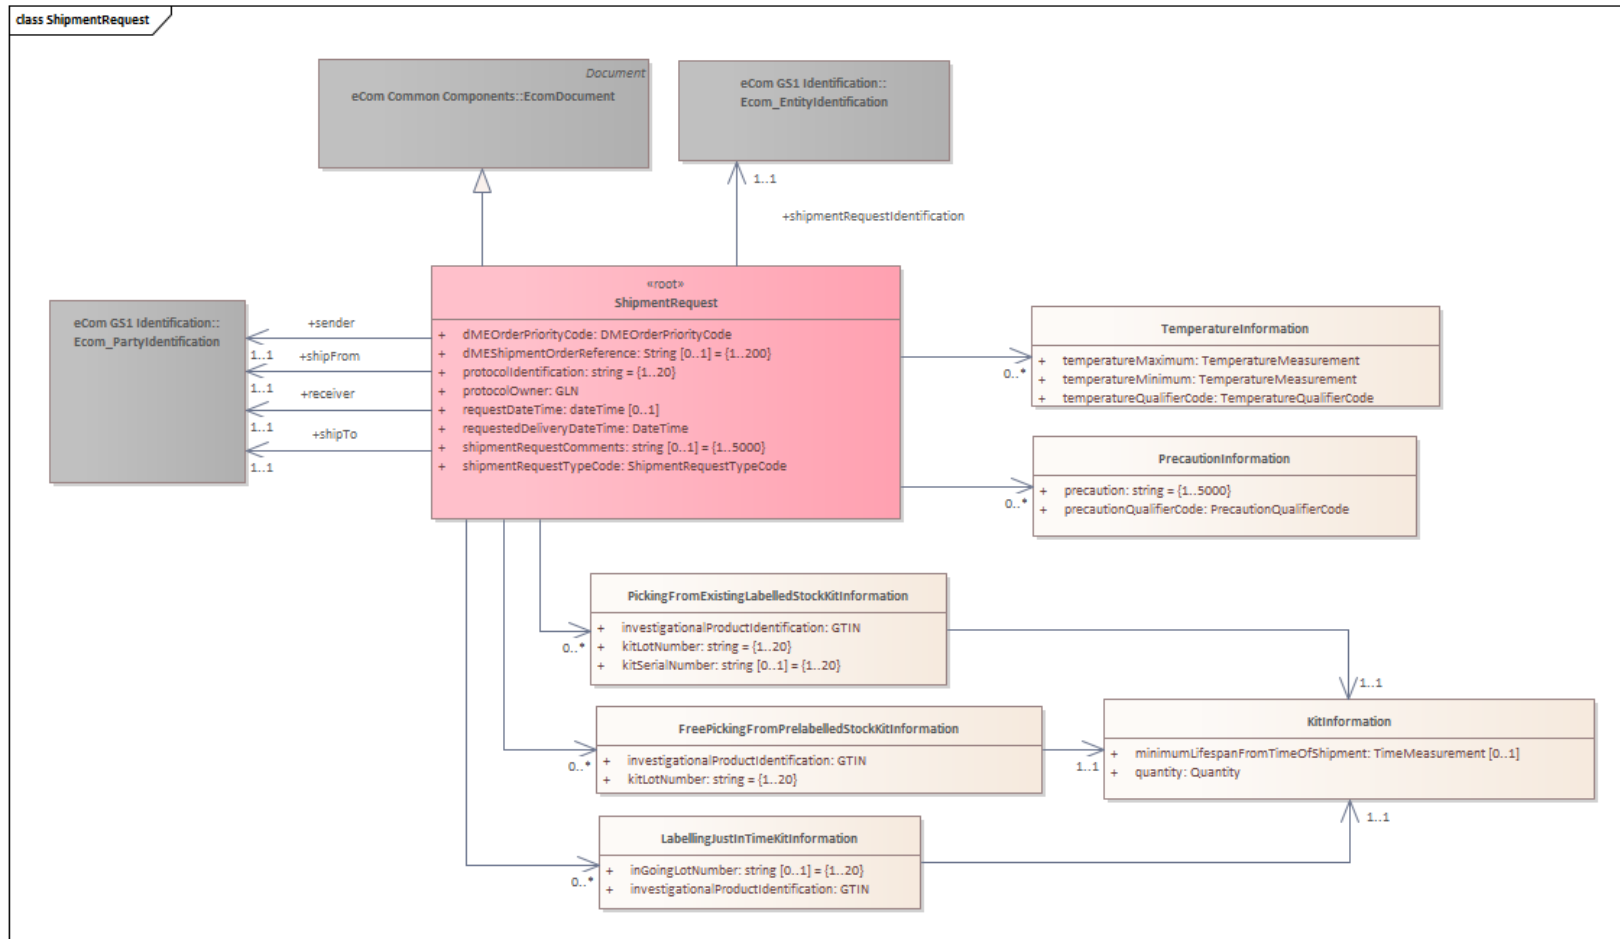 class ShipmentRequest
Document
eCom Common Components::EcomDocument
eCom GS1 Identification::
Ecom_EntityIdentification
1..1
+shipmentRequestIdentification
eCom GS1 Identification::
Ecom_PartyIdentification
+sender
1..1
+shipFrom
1..1
+receiver
1..1
+shipTo
1..1
«root»
ShipmentRequest
+ dMEOrderPriorityCode: DMEOrderPriorityCode
+ dMEShipmentOrderReference: String [0..1] = {1..200}
+ protocolIdentification: string = {1..20}
+ protocolOwner: GLN
+ requestDateTime: dateTime [0..1]
+ requestedDeliveryDateTime: DateTime
+ shipmentRequestComments: string [0..1] = {1..5000}
+ shipmentRequestTypeCode: ShipmentRequestTypeCode
0..*
TemperatureInformation
+ temperatureMaximum: TemperatureMeasurement
+ temperatureMinimum: TemperatureMeasurement
+ temperatureQualifierCode: TemperatureQualifierCode
0..*
PrecautionInformation
+ precaution: string = {1..5000}
+ precautionQualifierCode: PrecautionQualifierCode
0..*
PickingFromExistingLabelledStockKitInformation
+ investigationalProductIdentification: GTIN
+ kitLotNumber: string = {1..20}
+ kitSerialNumber: string [0..1] = {1..20}
1..1
0..*
FreePickingFromPrelabelledStockKitInformation
+ investigationalProductIdentification: GTIN
+ kitLotNumber: string = {1..20}
1..1
KitInformation
+ minimumLifespanFromTimeOfShipment: TimeMeasurement [0..1]
+ quantity: Quantity
1..1
0..*
LabellingJustInTimeKitInformation
+ inGoingLotNumber: string [0..1] = {1..20}
+ investigationalProductIdentification: GTIN